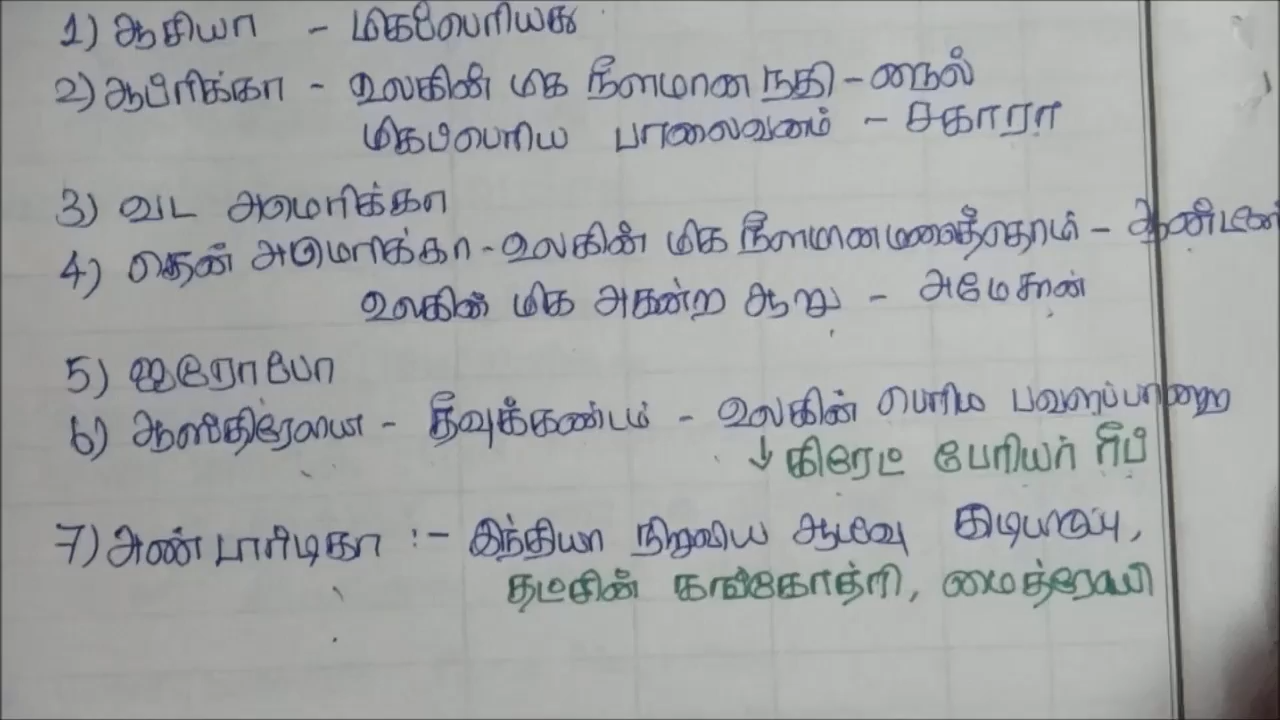 1) ஆசியா - மிகப்பெரியது
2) ஆப்ரிக்கா - உலகின் மிக நீளமான நதி - நைல்
மிகப்பெரிய பாலைவனம் - சகாரா
3) வட அமெரிக்கா
4) தென் அமெரிக்கா - உலகின் மிக நீளமான மலைத்தொடர் - ஆண்டிஸ்
உலகின் மிக அகன்ற ஆறு - அமேசான்
5) ஐரோப்போ
6) ஆஸ்திரேலியா - தீவுக்கண்டம் - உலகின் பெரிய பவளப்பாறை
↓ கிரேட் பேரியர் ரீப்
7) அண்டார்டிகா :- இந்தியா நிறுவிய ஆய்வு குடியிருப்பு,
தட்சின் கங்கோத்ரி, மைத்ரேயி